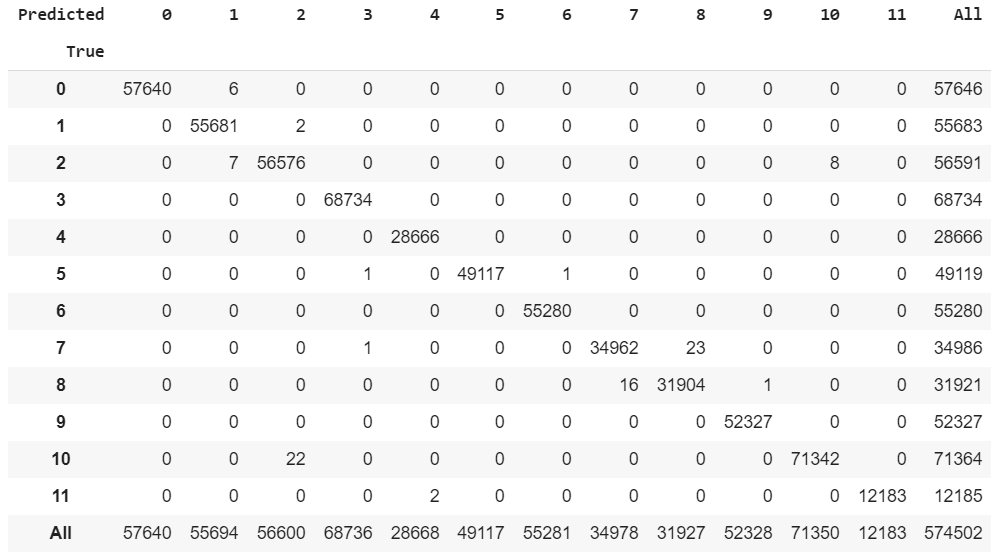 Predicted 0 1 2 3 4 5 6 7 8 9 10 11 All
True
0 57640 6 0 0 0 0 0 0 0 0 0 0 57646
1 0 55681 2 0 0 0 0 0 0 0 0 0 55683
2 0 7 56576 0 0 0 0 0 0 0 8 0 56591
3 0 0 0 68734 0 0 0 0 0 0 0 0 68734
4 0 0 0 0 28666 0 0 0 0 0 0 0 28666
5 0 0 0 1 0 49117 1 0 0 0 0 0 49119
6 0 0 0 0 0 0 55280 0 0 0 0 0 55280
7 0 0 0 1 0 0 0 34962 23 0 0 0 34986
8 0 0 0 0 0 0 0 16 31904 1 0 0 31921
9 0 0 0 0 0 0 0 0 0 52327 0 0 52327
10 0 0 22 0 0 0 0 0 0 0 71342 0 71364
11 0 0 0 0 2 0 0 0 0 0 0 12183 12185
All 57640 55694 56600 68736 28668 49117 55281 34978 31927 52328 71350 12183 574502